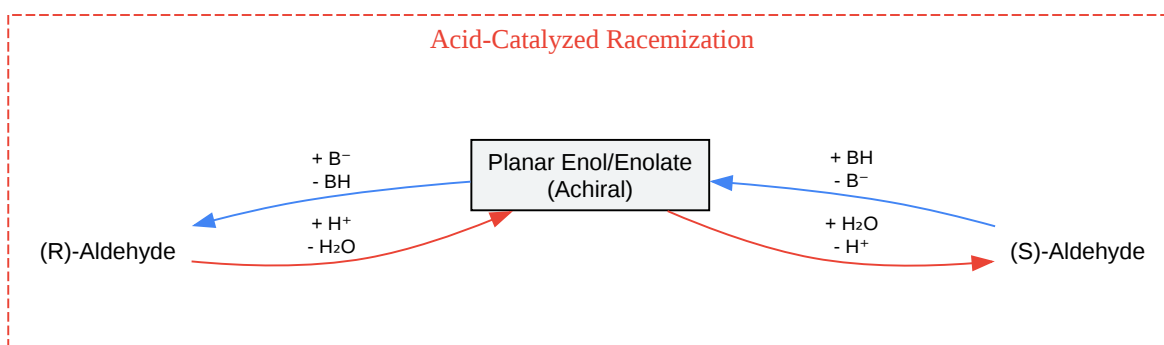 Acid-Catalyzed Racemization
+ B⁻
- BH
Planar Enol/Enolate
(Achiral)
+ BH
- B⁻
(R)-Aldehyde
+ H⁺
- H₂O
+ H₂O
- H⁺
(S)-Aldehyde